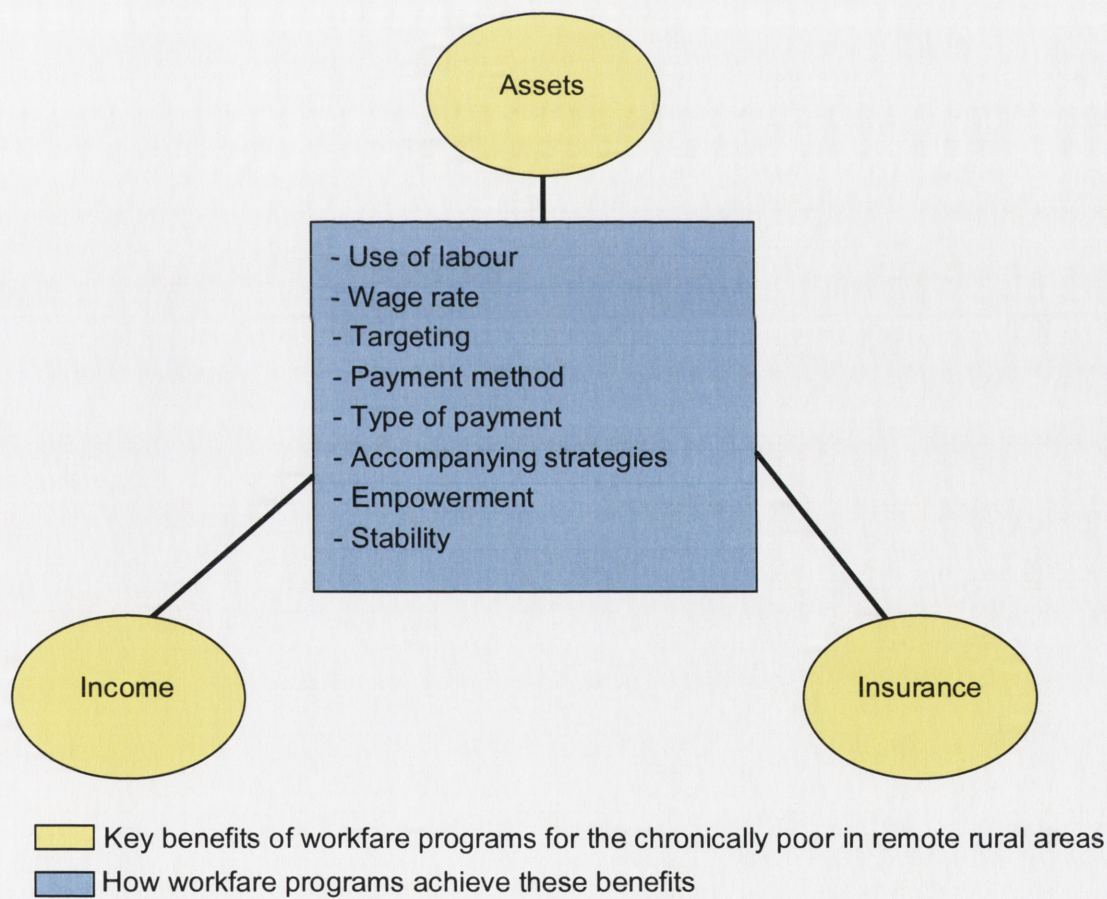 Assets
- Use of labour
- Wage rate
- Targeting
- Payment method
- Type of payment
- Accompanying strategies
- Empowerment
- Stability
Income
Insurance
Key benefits of workfare programs for the chronically poor in remote rural areas
How workfare programs achieve these benefits